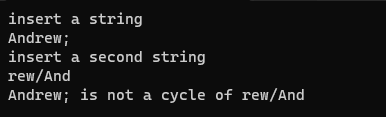 insert a string
Andrew;
insert a second string
rew/And
Andrew; is not a cycle of rew/And